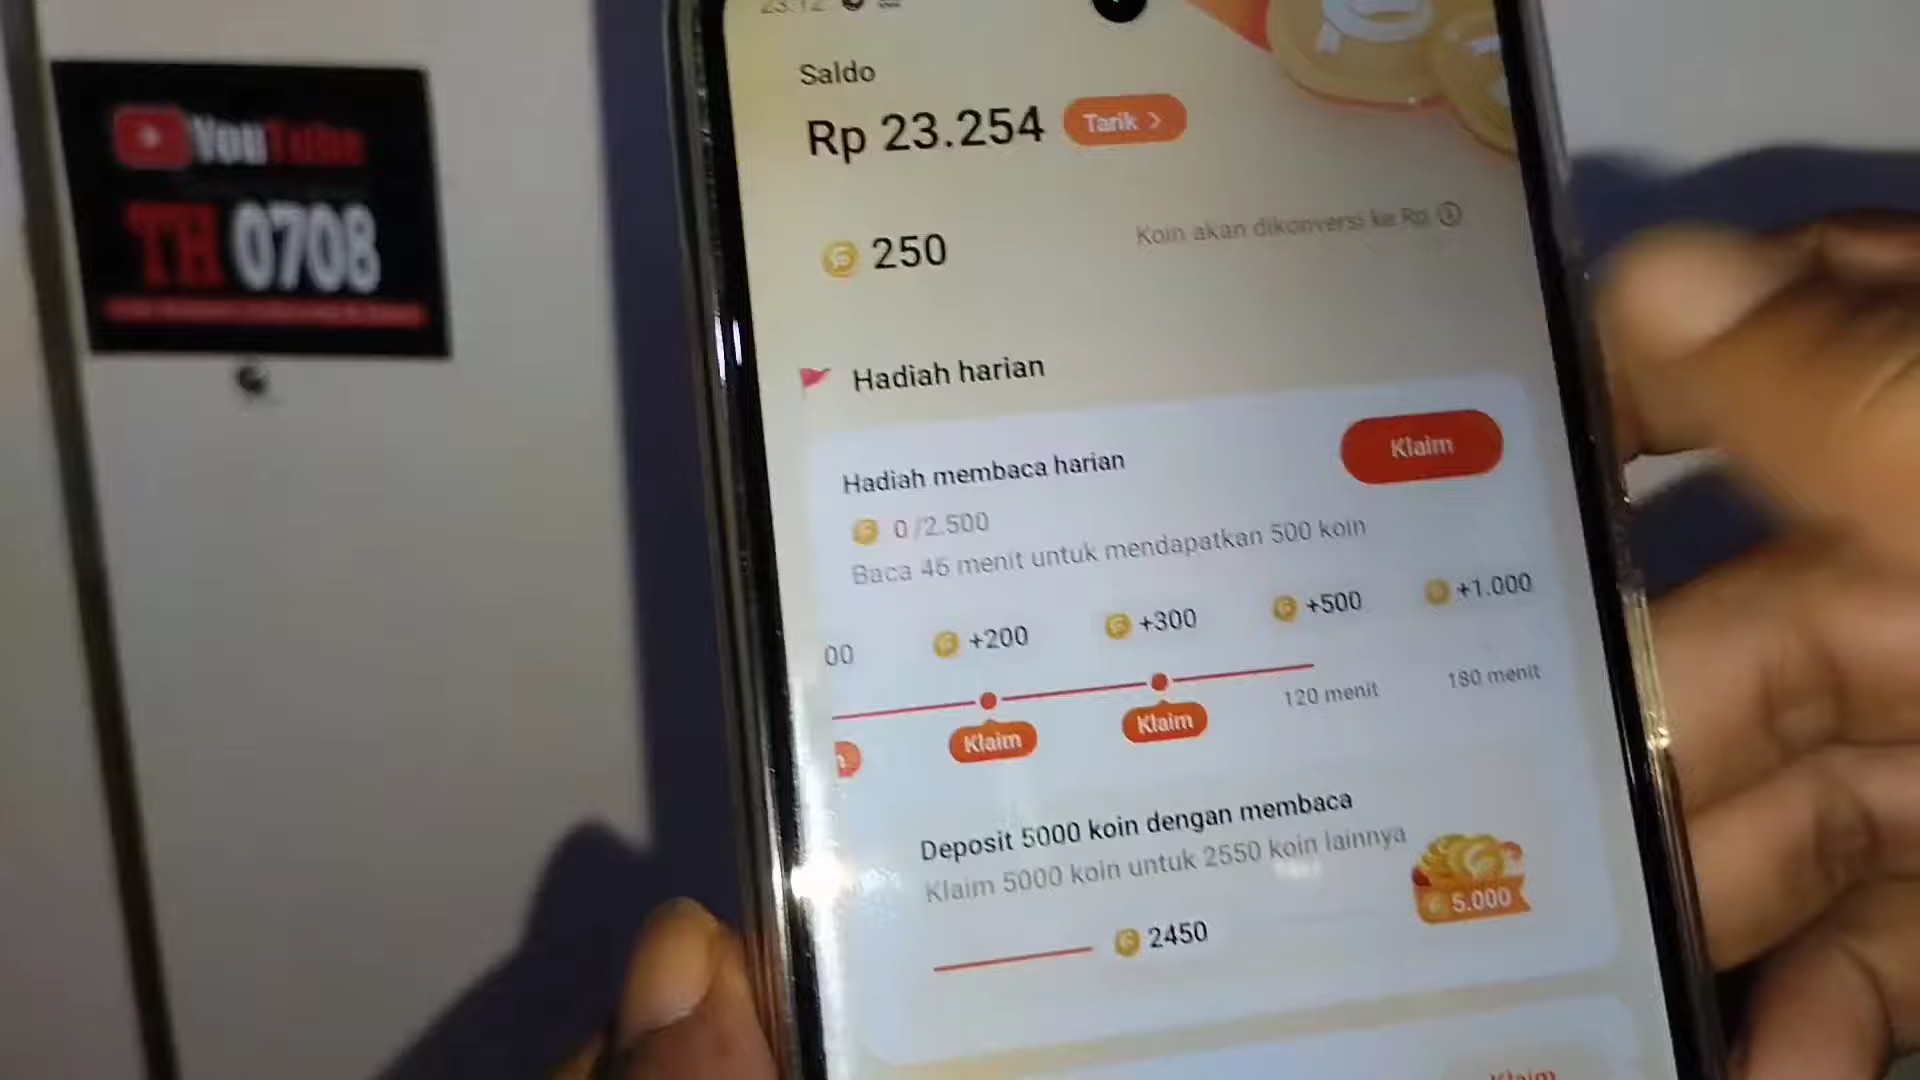 YouTube
TH 0708
23.12
Saldo
Rp 23.254
Tarik >
250
Koin akan dikonversi ke Rp
Hadiah harian
Hadiah membaca harian
Klaim
0/2.500
Baca 46 menit untuk mendapatkan 500 koin
00
+200
+300
+500
+1.000
Klaim
Klaim
120 menit
180 menit
Deposit 5000 koin dengan membaca
Klaim 5000 koin untuk 2550 koin lainnya
2450
5.000
Klaim